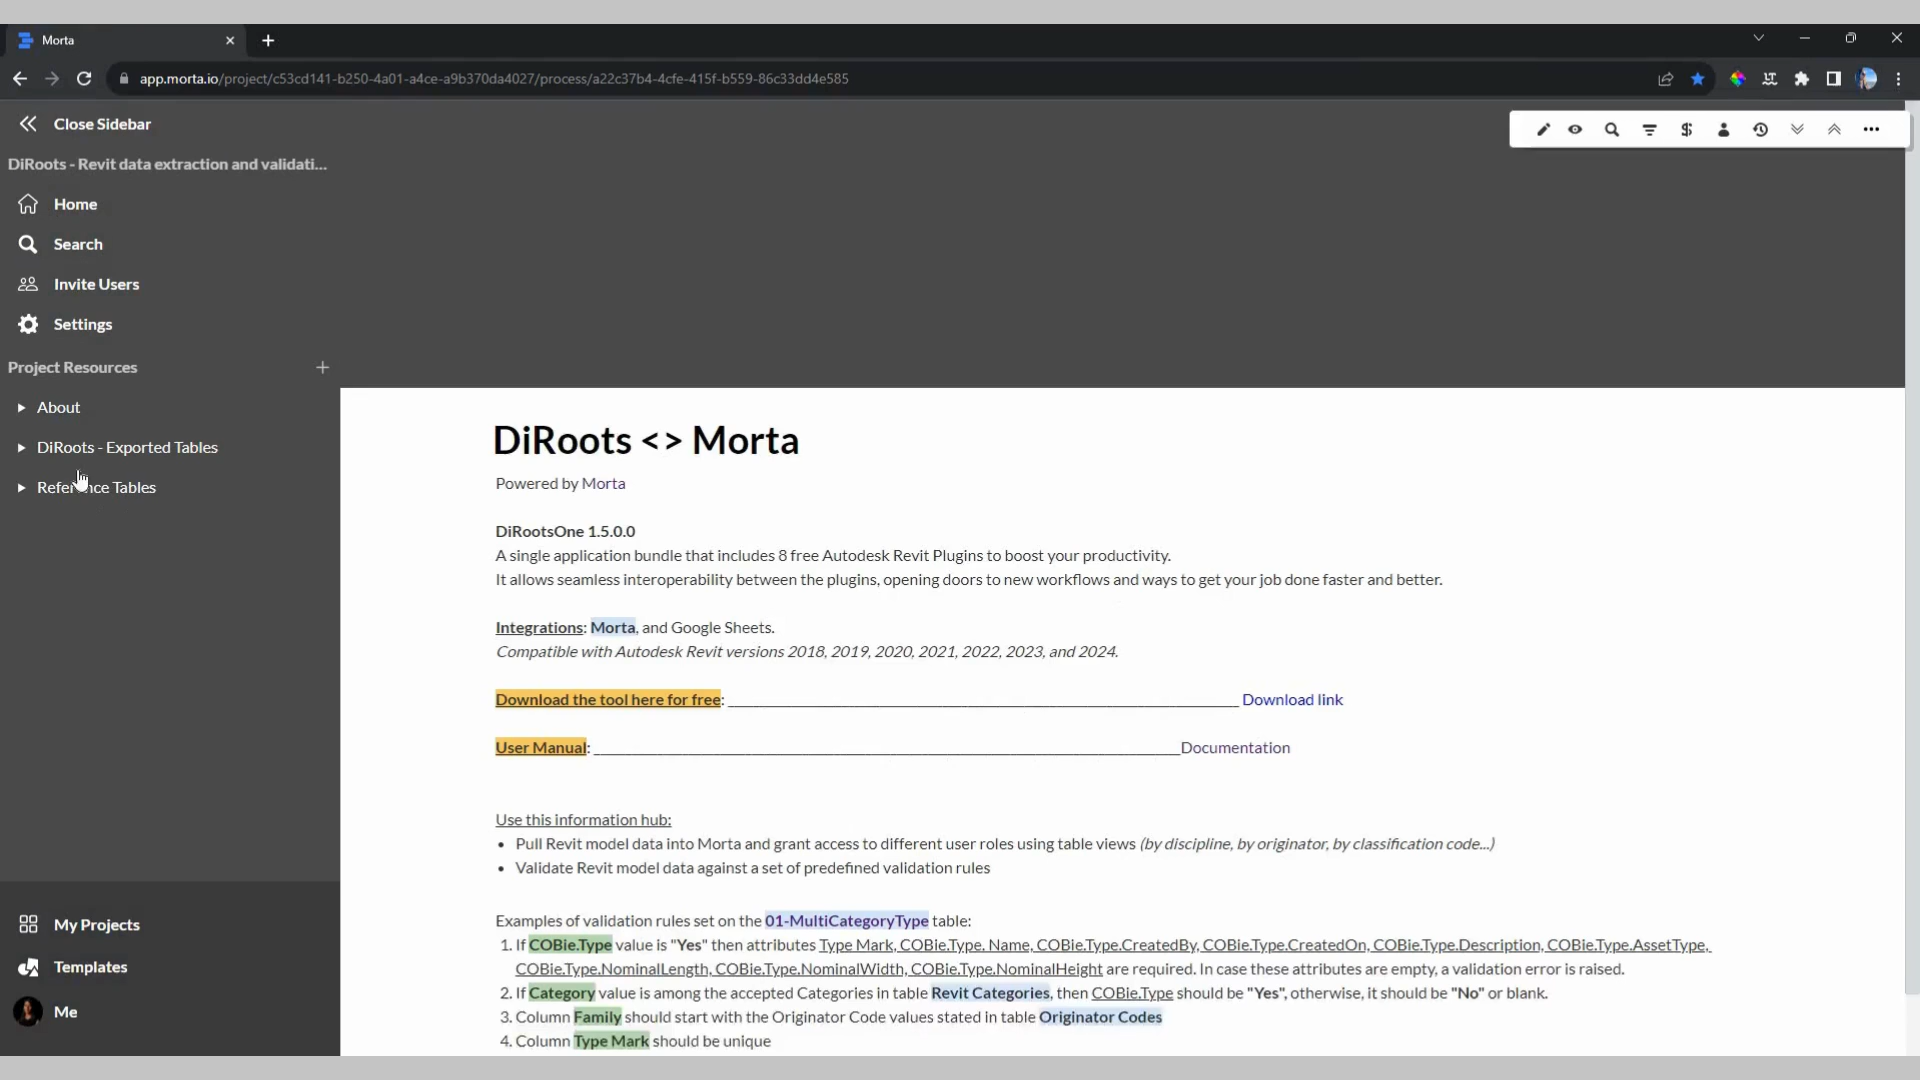 Morta
app.morta.io/project/c53cd141-b250-4a01-a4ce-a9b370da4027/process/a22c37b4-4cfe-415f-b559-86c33dd4e585
Close Sidebar
DiRoots - Revit data extraction and validati...
Home
Search
Invite Users
Settings
Project Resources
About
DiRoots - Exported Tables
Reference Tables
My Projects
Templates
Me
DiRoots <> Morta
Powered by Morta
DiRootsOne 1.5.0.0
A single application bundle that includes 8 free Autodesk Revit Plugins to boost your productivity.
It allows seamless interoperability between the plugins, opening doors to new workflows and ways to get your job done faster and better.
Integrations: Morta, and Google Sheets.
Compatible with Autodesk Revit versions 2018, 2019, 2020, 2021, 2022, 2023, and 2024.
Download the tool here for free: ______ Download link
User Manual: ______Documentation
Use this information hub:
• Pull Revit model data into Morta and grant access to different user roles using table views (by discipline, by originator, by classification code...)
• Validate Revit model data against a set of predefined validation rules
Examples of validation rules set on the 01-MultiCategoryType table:
1. If COBie.Type value is "Yes" then attributes Type Mark, COBie.Type. Name, COBie.Type.CreatedBy, COBie.Type.CreatedOn, COBie.Type.Description, COBie.Type.AssetType,
COBie.Type.NominalLength, COBie.Type.NominalWidth, COBie.Type.NominalHeight are required. In case these attributes are empty, a validation error is raised.
2. If Category value is among the accepted Categories in table Revit Categories, then COBie.Type should be "Yes", otherwise, it should be "No" or blank.
3. Column Family should start with the Originator Code values stated in table Originator Codes
4. Column Type Mark should be unique